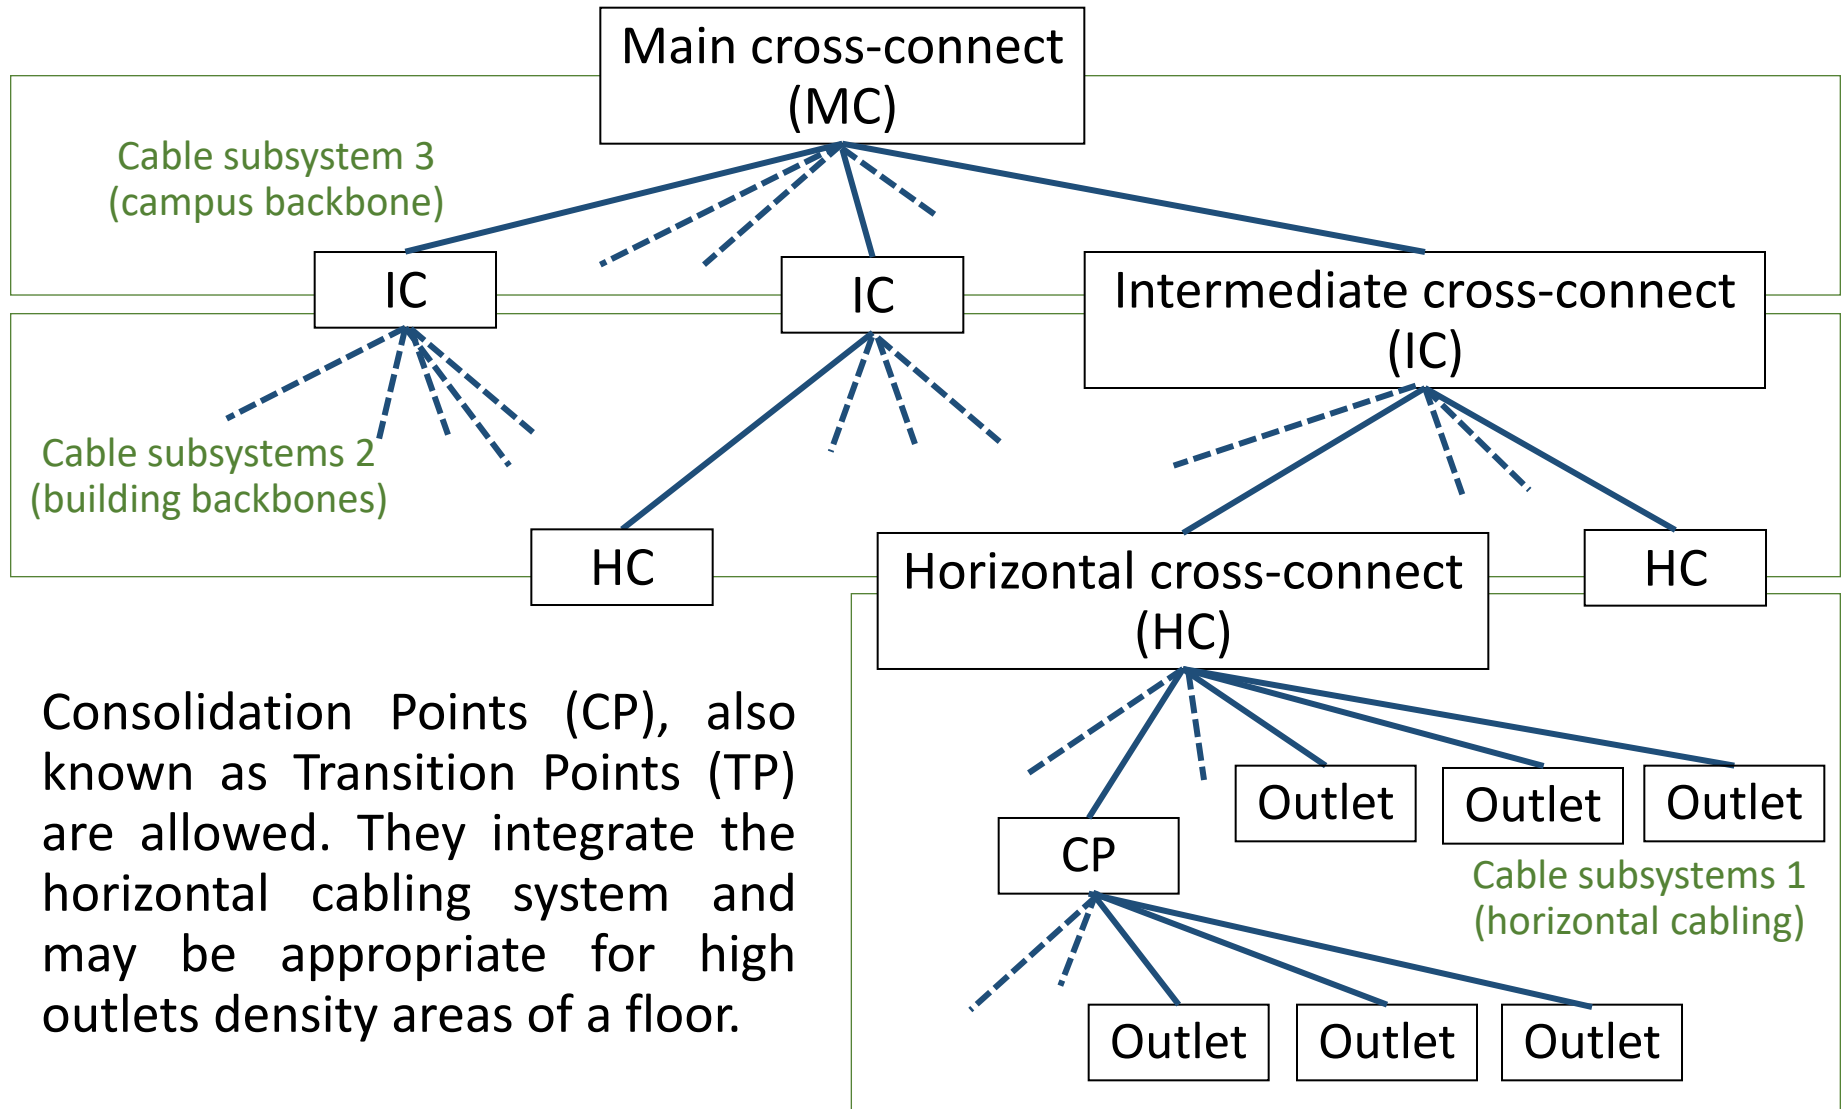 Main cross-connect
(MC)
Cable subsystem 3
(campus backbone)
IC
IC
Intermediate cross-connect
(IC)
Cable subsystems 2
(building backbones)
HC
Horizontal cross-connect
(HC)
HC
Consolidation Points (CP), also
known as Transition Points (TP)
are allowed. They integrate the
horizontal cabling system and
may be appropriate for high
outlets density areas of a floor.
Outlet
Outlet
Outlet
CP
Cable subsystems 1
(horizontal cabling)
Outlet
Outlet
Outlet